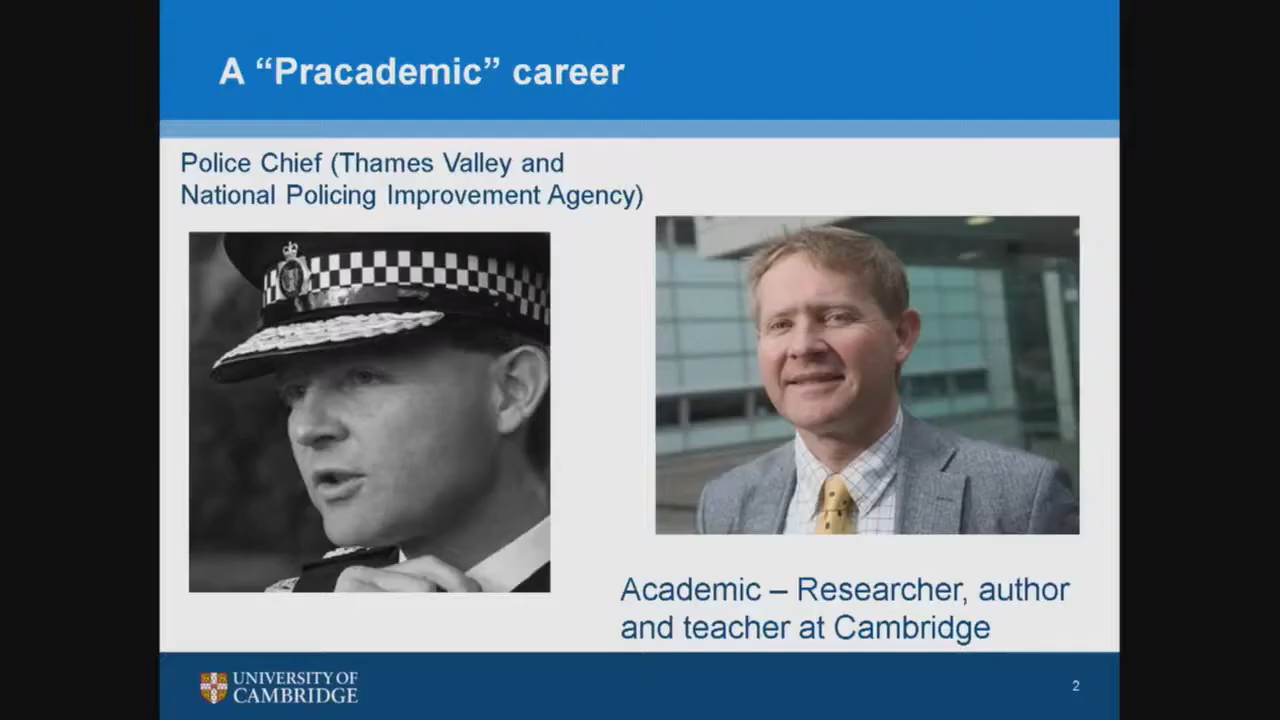 A “Pracademic” career
Police Chief (Thames Valley and
National Policing Improvement Agency)
Academic – Researcher, author
and teacher at Cambridge
UNIVERSITY OF
CAMBRIDGE
2